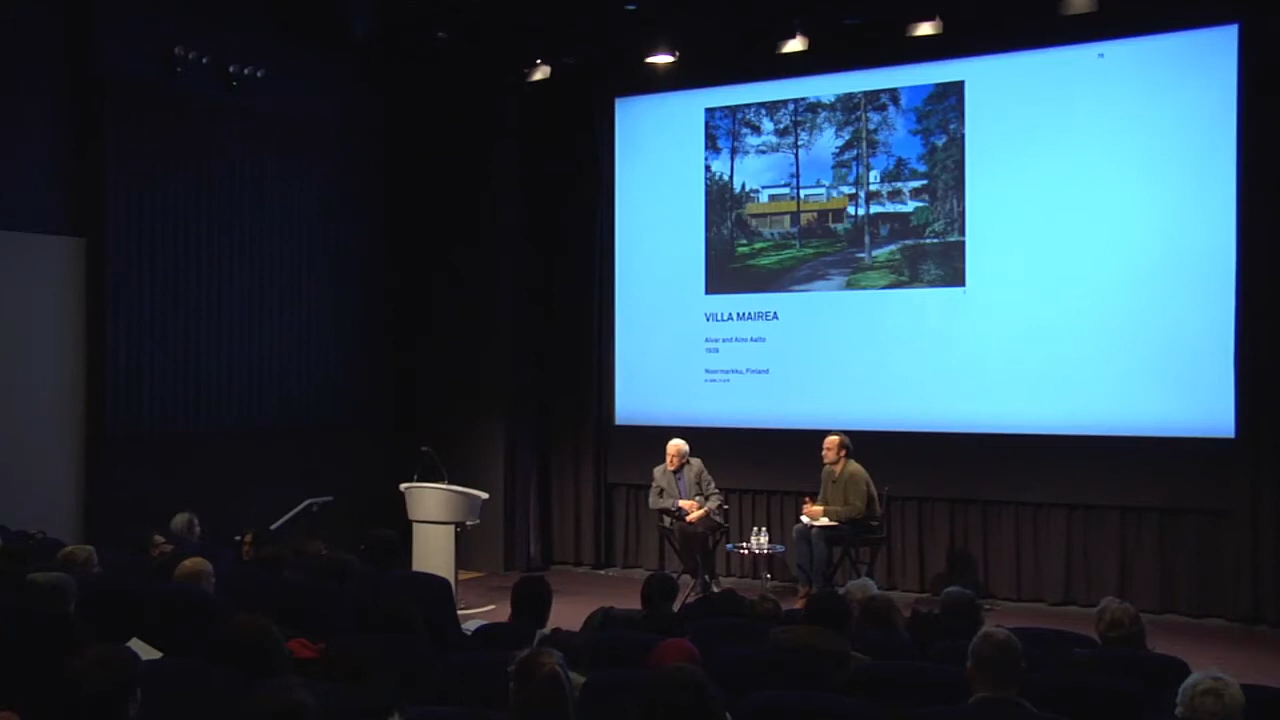 VILLA MAIREA
Alvar and Aino Aalto
1939
Noormarkku, Finland